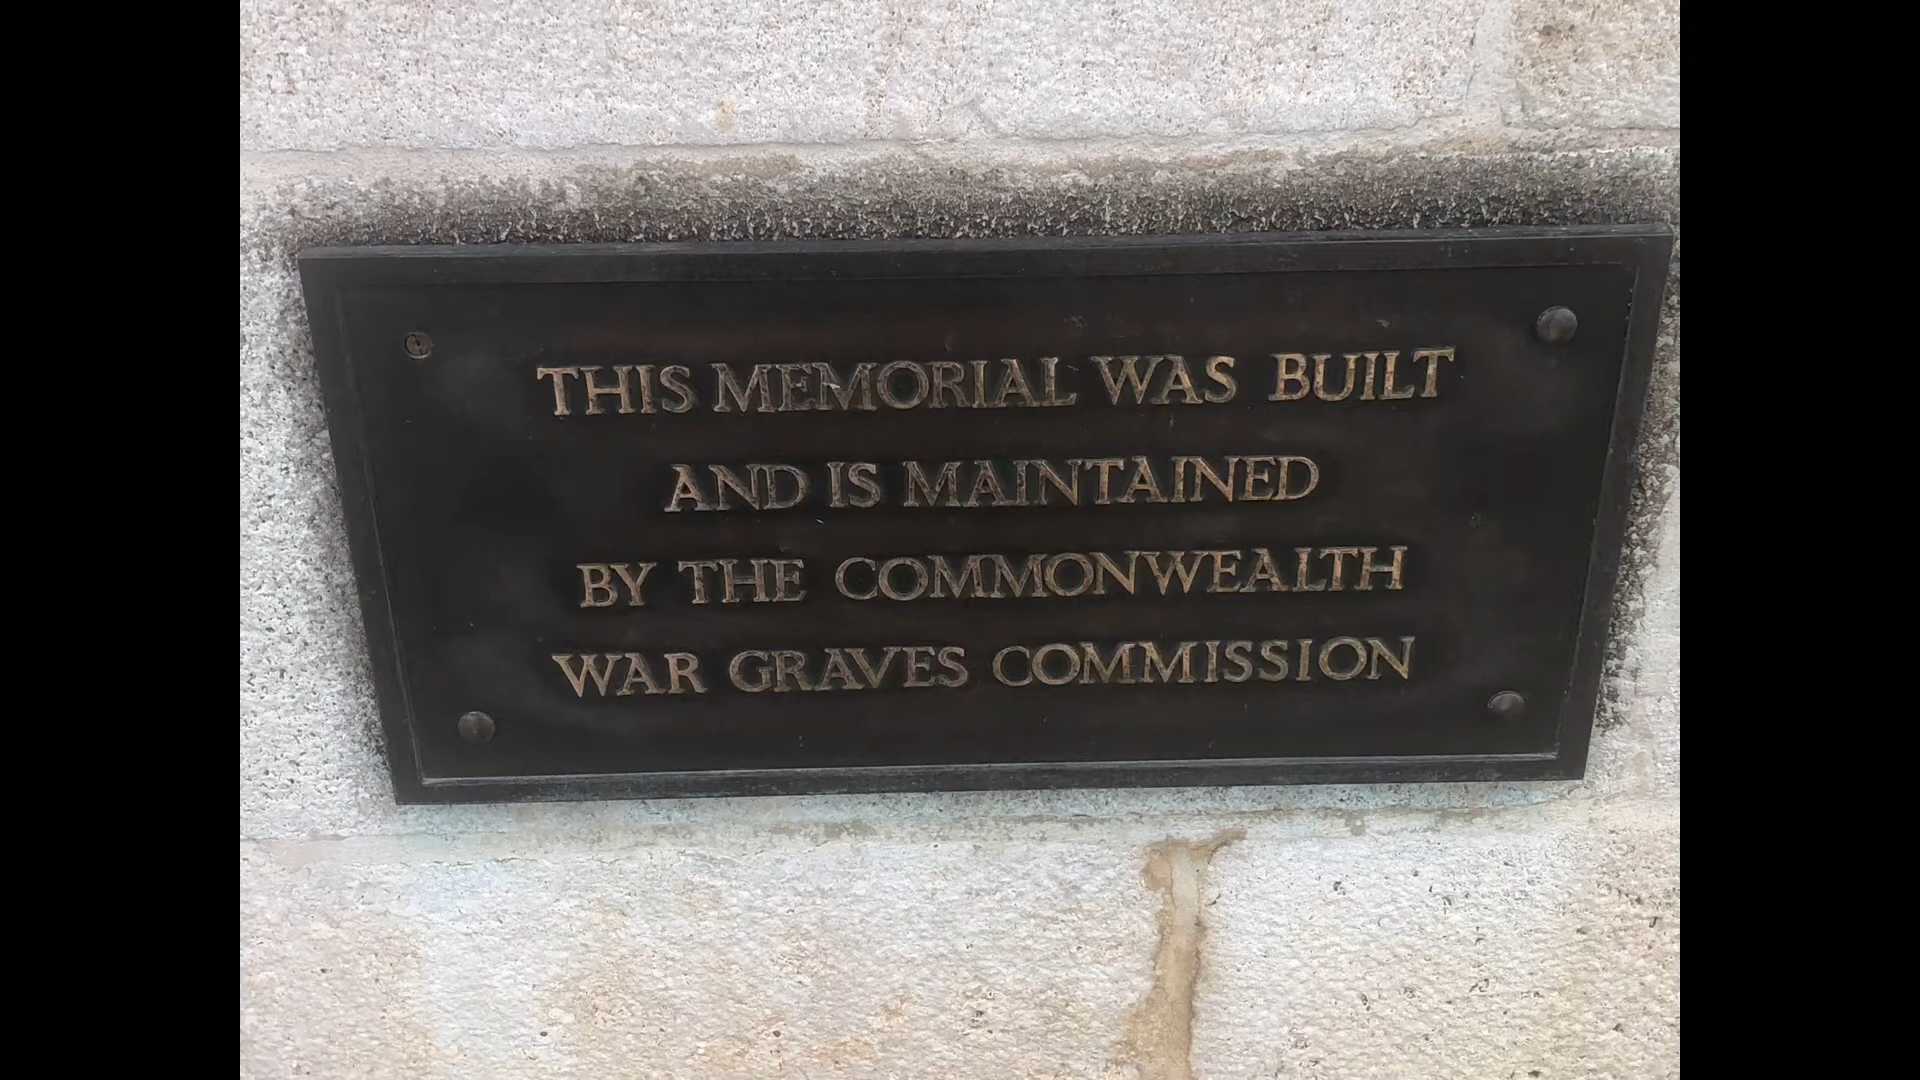 THIS MEMORIAL WAS BUILT
AND IS MAINTAINED
BY THE COMMONWEALTH
WAR GRAVES COMMISSION